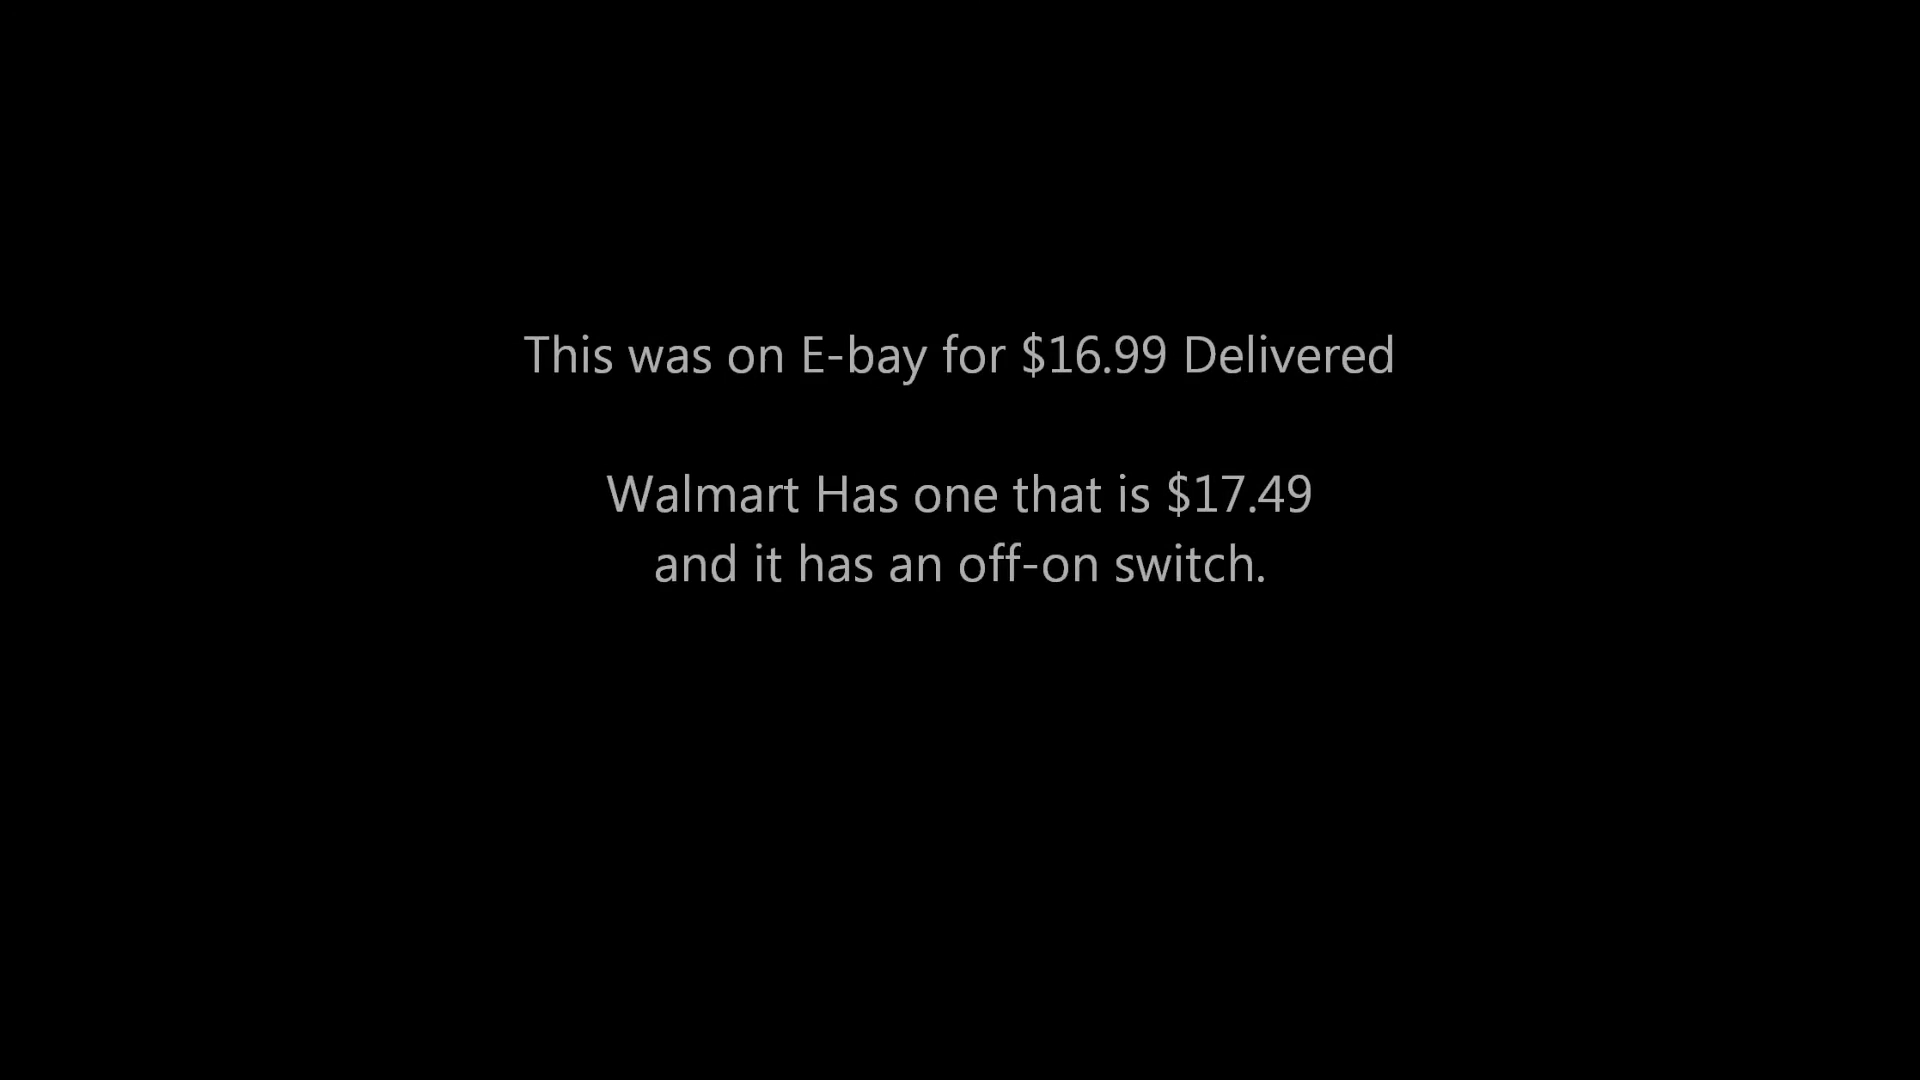 This was on E-bay for $16.99 Delivered
Walmart Has one that is $17.49
and it has an off-on switch.